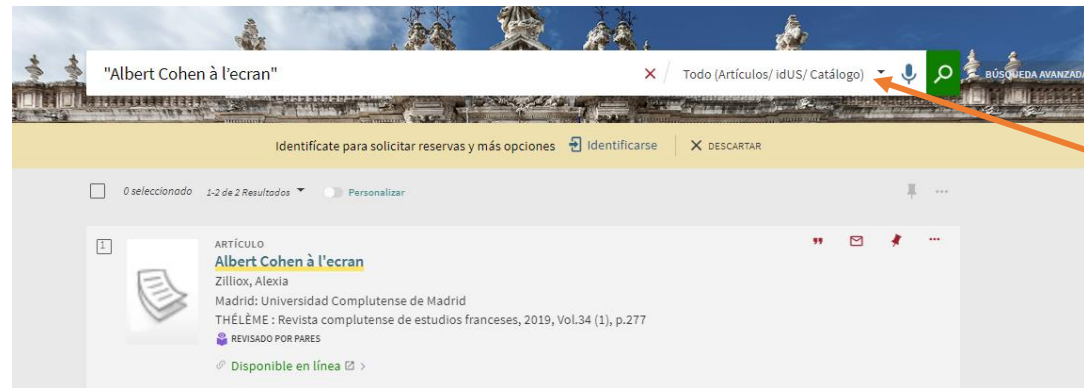 "Albert Cohen à l'ecran"
Todo (Artículos/ idUS/ Catálogo)
BÚSQUEDA AVANZADA
Identifícate para solicitar reservas y más opciones Identificarse DESCARTAR
0 seleccionado 1-2 de 2 Resultados Personalizar
1
ARTÍCULO
Albert Cohen à l'ecran
Zilliox, Alexia
Madrid: Universidad Complutense de Madrid
THÉLÈME : Revista complutense de estudios franceses, 2019, Vol.34 (1), p.277
REVISADO POR PARES
Disponible en línea